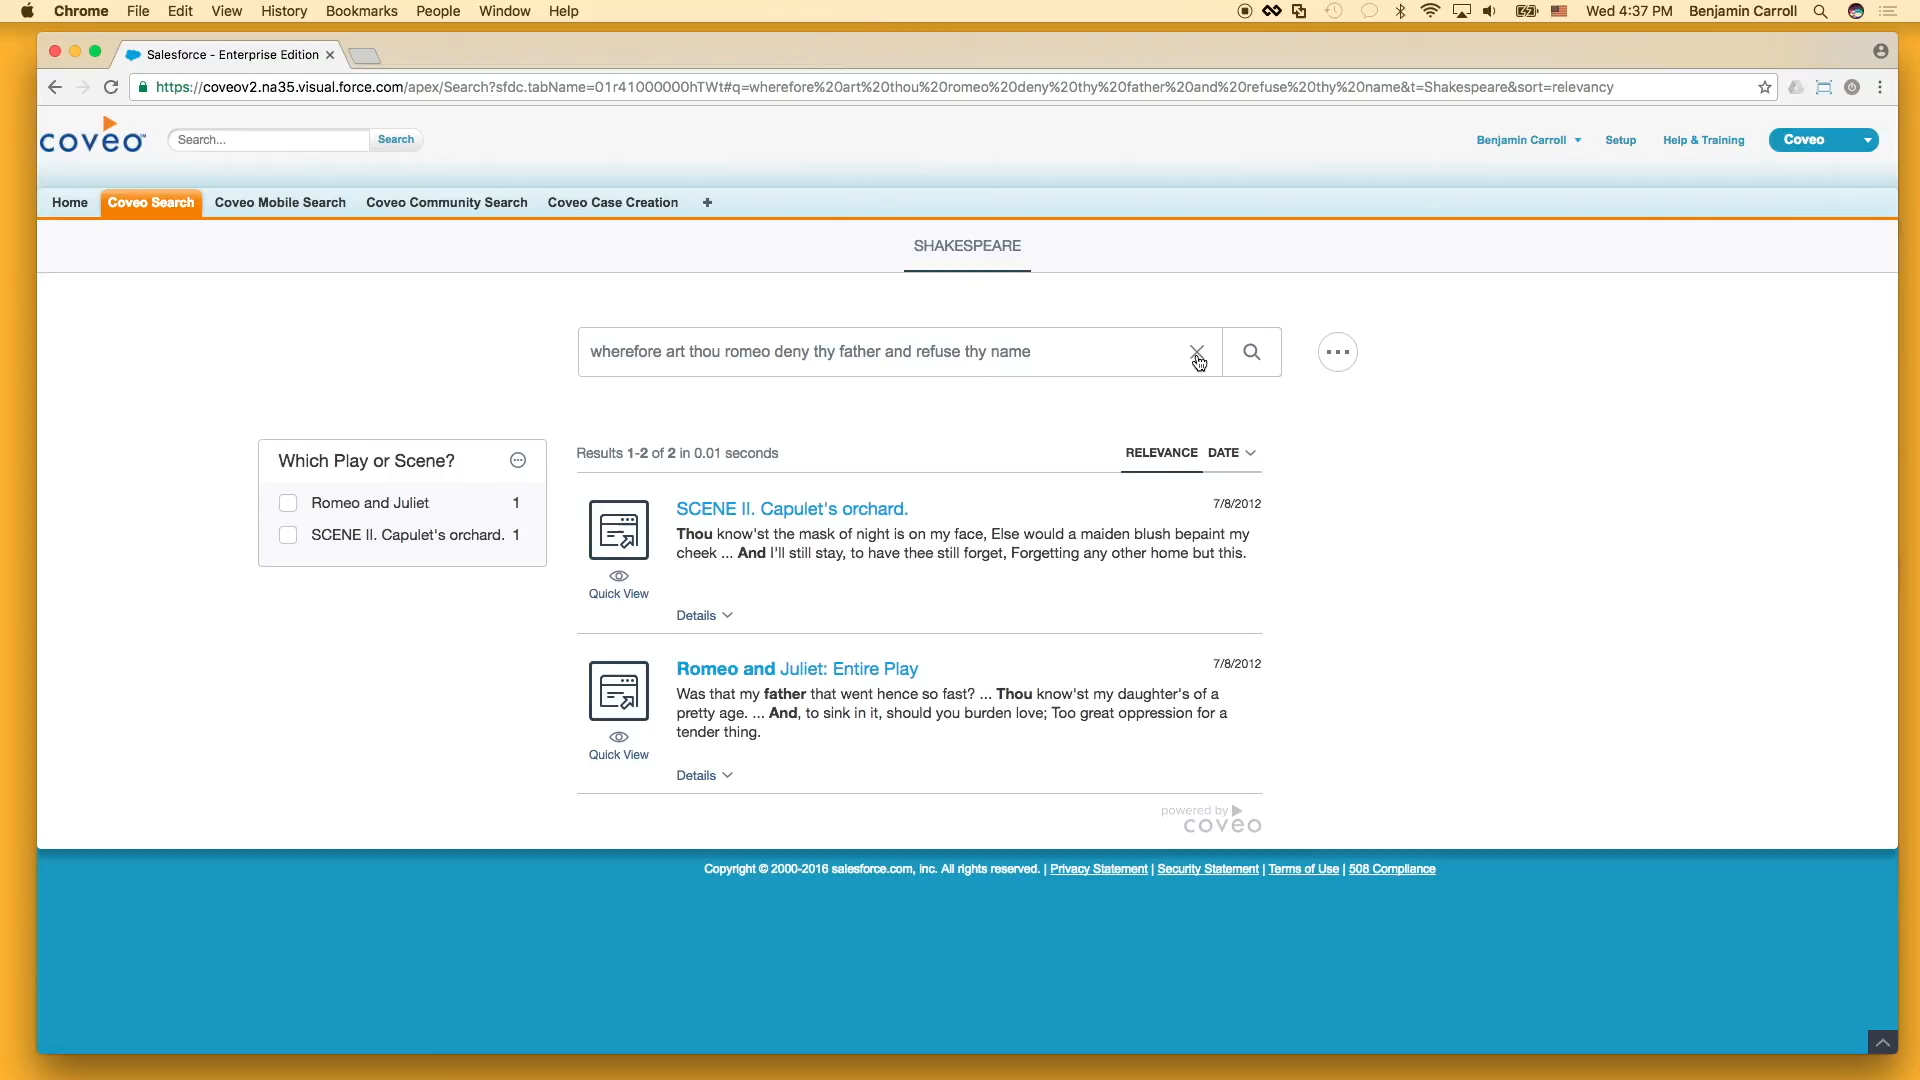 Chrome File Edit View History Bookmarks People Window Help Wed 4:37 PM Benjamin Carroll
Salesforce - Enterprise Edition
https://coveov2.na35.visual.force.com/apex/Search?sfdc.tabName=01r41000000hTWt#q=wherefore%20art%20thou%20romeo%20deny%20thy%20father%20and%20refuse%20thy%20name&t=Shakespeare&sort=relevancy
coveo™ Search... Search Benjamin Carroll Setup Help & Training Coveo
Home Coveo Search Coveo Mobile Search Coveo Community Search Coveo Case Creation +
SHAKESPEARE
wherefore art thou romeo deny thy father and refuse thy name
Which Play or Scene?
Romeo and Juliet 1
SCENE II. Capulet's orchard. 1
Results 1-2 of 2 in 0.01 seconds RELEVANCE DATE
SCENE II. Capulet's orchard. 7/8/2012
Thou know'st the mask of night is on my face, Else would a maiden blush bepaint my
cheek ... And I'll still stay, to have thee still forget, Forgetting any other home but this.
Quick View
Details
Romeo and Juliet: Entire Play 7/8/2012
Was that my father that went hence so fast? ... Thou know'st my daughter's of a
pretty age. ... And, to sink in it, should you burden love; Too great oppression for a
tender thing.
Quick View
Details
powered by
coveo
Copyright © 2000-2016 salesforce.com, inc. All rights reserved. | Privacy Statement | Security Statement | Terms of Use | 508 Compliance